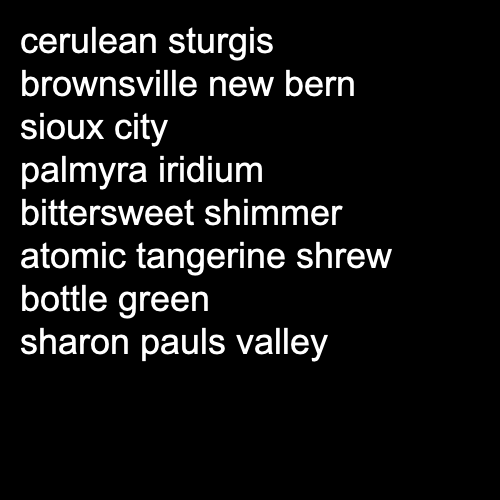 cerulean sturgis
brownsville new bern
sioux city
palmyra iridium
bittersweet shimmer
atomic tangerine shrew
bottle green
sharon pauls valley